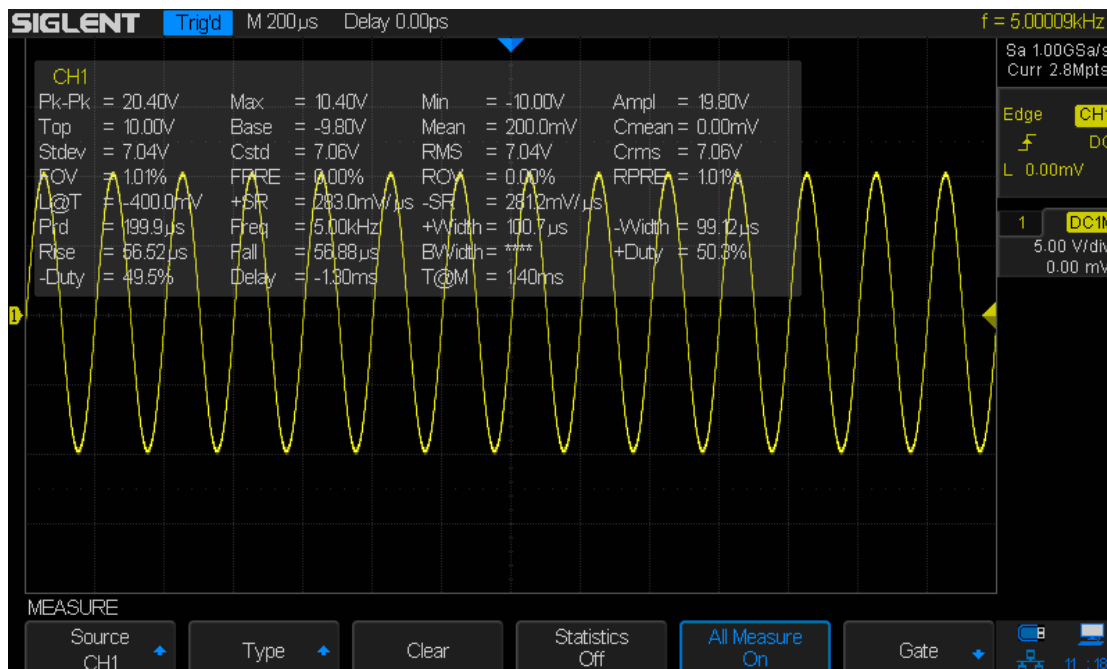 SIGLENT Trig'd M 200µs Delay 0.00ps f = 5.00009kHz
Sa 1.00GSa/s
Curr 2.8Mpts
CH1
Pk-Pk = 20.40V Max = 10.40V Min = -10.00V Ampl = 19.80V
Top = 10.00V Base = -9.80V Mean = 200.0mV Cmean = 0.00mV
Stdev = 7.04V Cstd = 7.06V RMS = 7.04V Crms = 7.06V
FOV = 1.01% FPRE = 0.00% ROV = 0.00% RPRE = 1.01%
L@T = -400.0mV +SR = 283.0mV/µs -SR = 281.2mV/µs
Prd = 199.9µs Freq = 5.00kHz +Width = 100.7µs -Width = 99.12µs
Rise = 56.52µs Fall = 56.88µs BWidth = **** +Duty = 50.3%
-Duty = 49.5% Delay = -1.30ms T@M = 1.40ms
Edge CH1
DC
L 0.00mV
1 DC1M
5.00 V/div
0.00 mV
1
MEASURE
Source
CH1
Type
Clear
Statistics
Off
All Measure
On
Gate